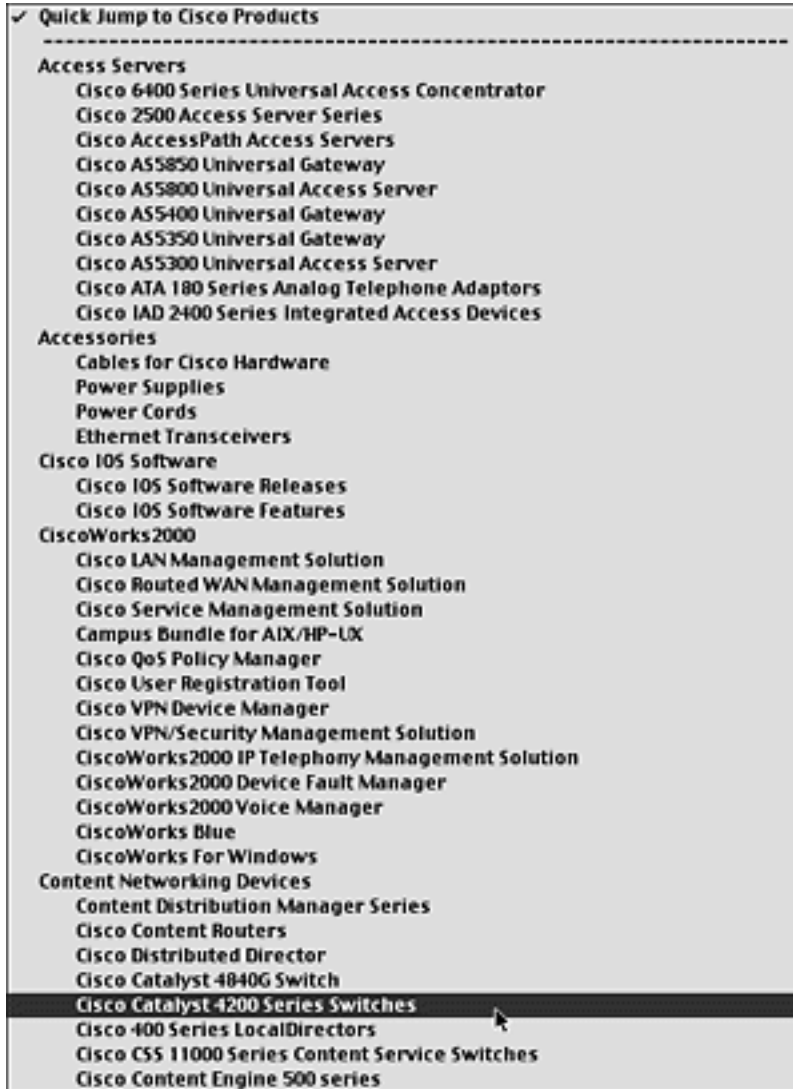 ✓ Quick Jump to Cisco Products
--------------------------------------------------------------------------
Access Servers
Cisco 6400 Series Universal Access Concentrator
Cisco 2500 Access Server Series
Cisco AccessPath Access Servers
Cisco AS5850 Universal Gateway
Cisco AS5800 Universal Access Server
Cisco AS5400 Universal Gateway
Cisco AS5350 Universal Gateway
Cisco AS5300 Universal Access Server
Cisco ATA 180 Series Analog Telephone Adaptors
Cisco IAD 2400 Series Integrated Access Devices
Accessories
Cables for Cisco Hardware
Power Supplies
Power Cords
Ethernet Transceivers
Cisco IOS Software
Cisco IOS Software Releases
Cisco IOS Software Features
CiscoWorks2000
Cisco LAN Management Solution
Cisco Routed WAN Management Solution
Cisco Service Management Solution
Campus Bundle for AIX/HP-UX
Cisco QoS Policy Manager
Cisco User Registration Tool
Cisco VPN Device Manager
Cisco VPN/Security Management Solution
CiscoWorks2000 IP Telephony Management Solution
CiscoWorks2000 Device Fault Manager
CiscoWorks2000 Voice Manager
CiscoWorks Blue
CiscoWorks For Windows
Content Networking Devices
Content Distribution Manager Series
Cisco Content Routers
Cisco Distributed Director
Cisco Catalyst 4840G Switch
Cisco Catalyst 4200 Series Switches
Cisco 400 Series LocalDirectors
Cisco CSS 11000 Series Content Service Switches
Cisco Content Engine 500 series